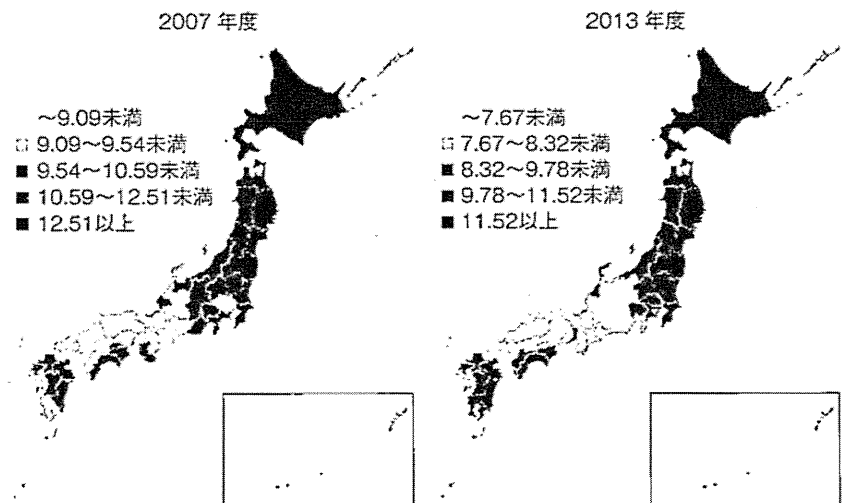 2007 年度
～9.09未満
9.09～9.54未満
9.54～10.59未満
10.59～12.51未満
12.51以上
2013 年度
～7.67未満
7.67～8.32未満
8.32～9.78未満
9.78～11.52未満
11.52以上